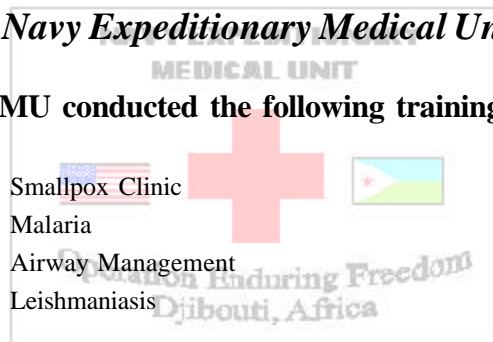 Navy Expeditionary Medical Un
MEDICAL UNIT
MU conducted the following training
Smallpox Clinic
Malaria
Airway Management
Leishmaniasis
Operation Enduring Freedom
Djibouti, Africa